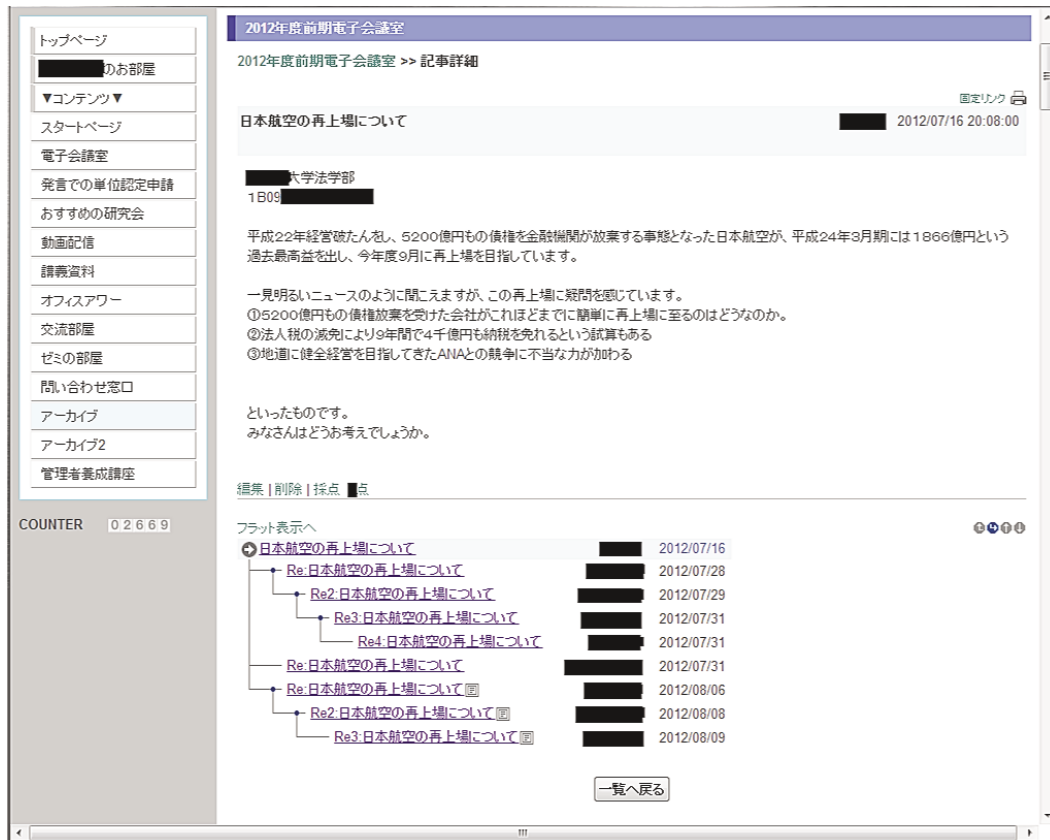 トップページ
のお部屋
▼コンテンツ▼
スタートページ
電子会議室
発言での単位認定申請
おすすめの研究会
動画配信
講義資料
オフィスアワー
交流部屋
ゼミの部屋
問い合わせ窓口
アーカイブ
アーカイブ2
管理者養成講座
COUNTER 02669
2012年度前期電子会議室
2012年度前期電子会議室 >> 記事詳細
固定リンク
日本航空の再上場について 2012/07/16 20:08:00
大学法学部
1B09
平成22年経営破たんをし、5200億円もの債権を金融機関が放棄する事態となった日本航空が、平成24年3月期には1866億円という
過去最高益を出し、今年度9月に再上場を目指しています。
一見明るいニュースのように聞こえますが、この再上場に疑問を感じています。
①5200億円もの債権放棄を受けた会社がこれほどまでに簡単に再上場に至るのはどうなのか。
②法人税の減免により9年間で4千億円も納税を免れるという試算もある
③地道に健全経営を目指してきたANAとの競争に不当な力が加わる
といったものです。
みなさんはどうお考えでしょうか。
編集 | 削除 | 採点 点
フラット表示へ
日本航空の再上場について 2012/07/16
Re:日本航空の再上場について 2012/07/28
Re2:日本航空の再上場について 2012/07/29
Re3:日本航空の再上場について 2012/07/31
Re4:日本航空の再上場について 2012/07/31
Re:日本航空の再上場について 2012/07/31
Re:日本航空の再上場について 2012/08/06
Re2:日本航空の再上場について 2012/08/08
Re3:日本航空の再上場について 2012/08/09
一覧へ戻る